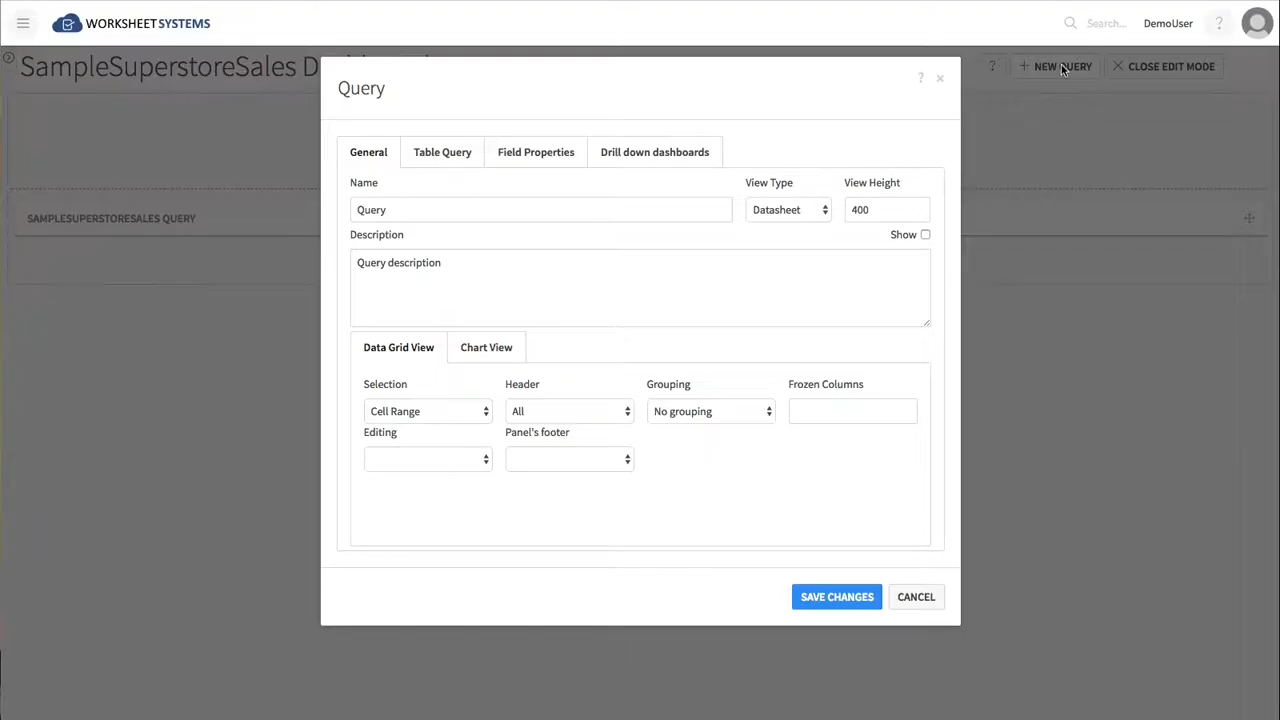 WORKSHEETSYSTEMS
Search...
DemoUser
?
SampleSuperstoreSales D
? + NEW QUERY × CLOSE EDIT MODE
SAMPLESUPERSTORESALES QUERY
Query
? ×
General Table Query Field Properties Drill down dashboards
Name View Type View Height
Query Datasheet 400
Description Show
Query description
Data Grid View Chart View
Selection Header Grouping Frozen Columns
Cell Range All No grouping
Editing Panel's footer
SAVE CHANGES CANCEL